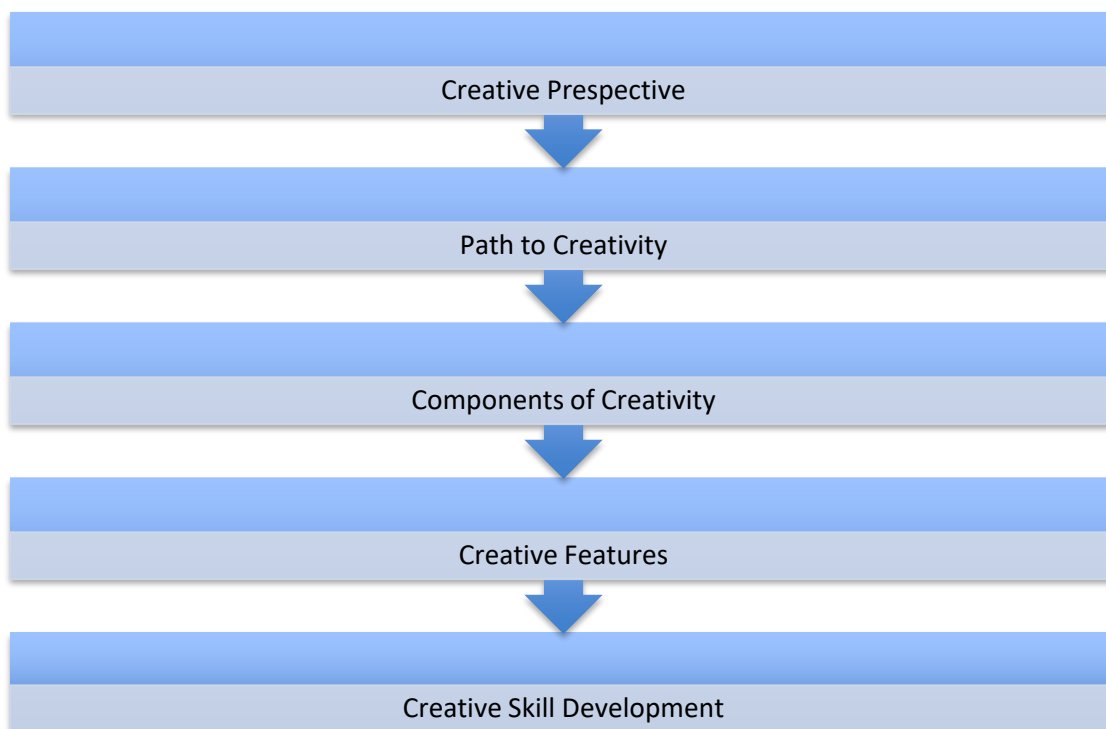 Creative Prespective
Path to Creativity
Components of Creativity
Creative Features
Creative Skill Development